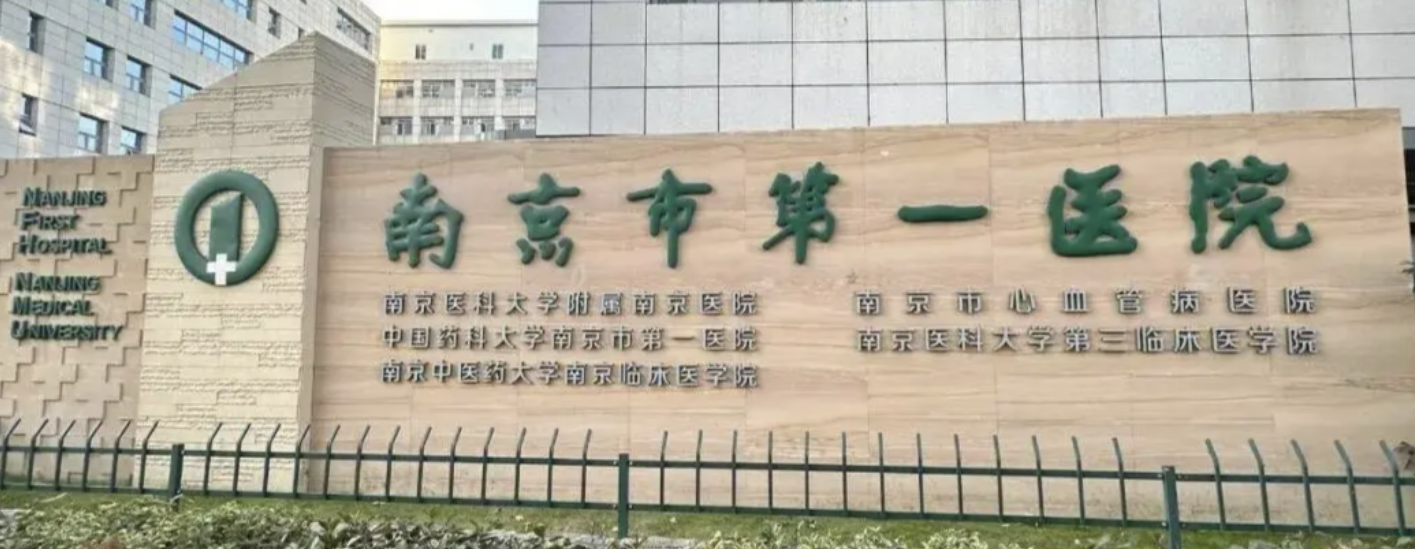 NANJING
FIRST
HOSPITAL
NANJING
MEDICAL
UNIVERSITY
南京市第一医院
南京医科大学附属南京医院
中国药科大学南京市第一医院
南京中医药大学南京临床医学院
南京市心血管病医院
南京医科大学第三临床医学院